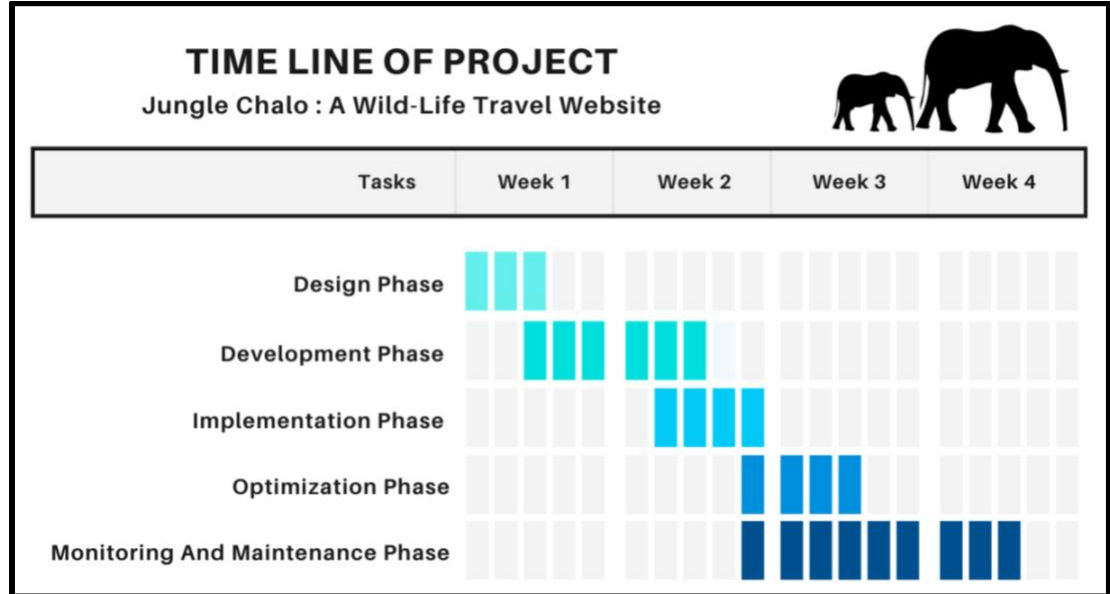 TIME LINE OF PROJECT
Jungle Chalo : A Wild-Life Travel Website
Tasks Week 1 Week 2 Week 3 Week 4
Design Phase
Development Phase
Implementation Phase
Optimization Phase
Monitoring And Maintenance Phase